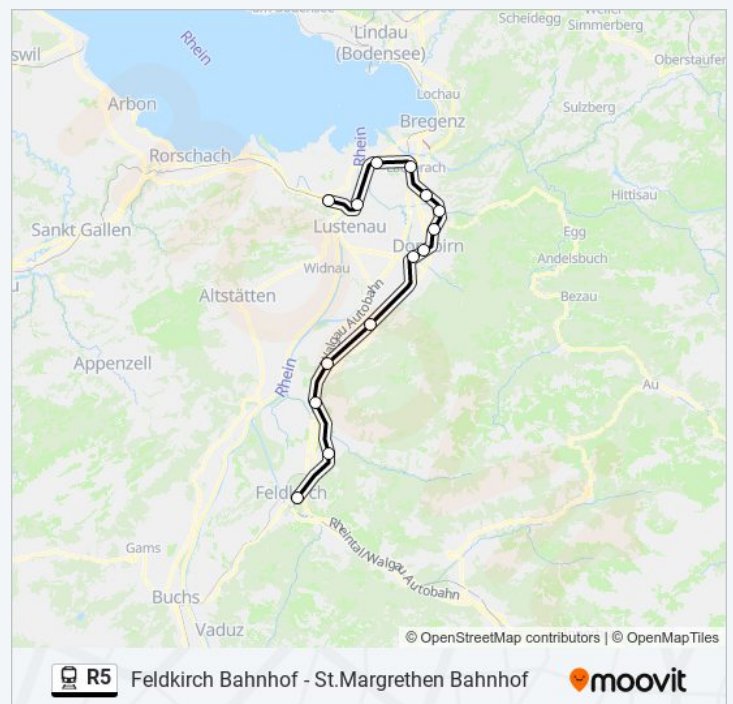 Scheidegg
Simmerberg
Lindau
(Bodensee)
Rhein
swil
Oberstaufen
Arbon
Lochau
Sulzberg
Bregenz
Rhein
Rorschach
Hittisau
Lustenau
Sankt Gallen
Egg
Dornbirn
Widnau
Andelsbuch
Altstätten
Bezau
algau Autobahn
Appenzell
Rhein
Au
Feldkirch
Rheintal/Walgau Autobahn
Gams
Buchs
Vaduz
© OpenStreetMap contributors | © OpenMapTiles
R5 Feldkirch Bahnhof - St.Margrethen Bahnhof moovit